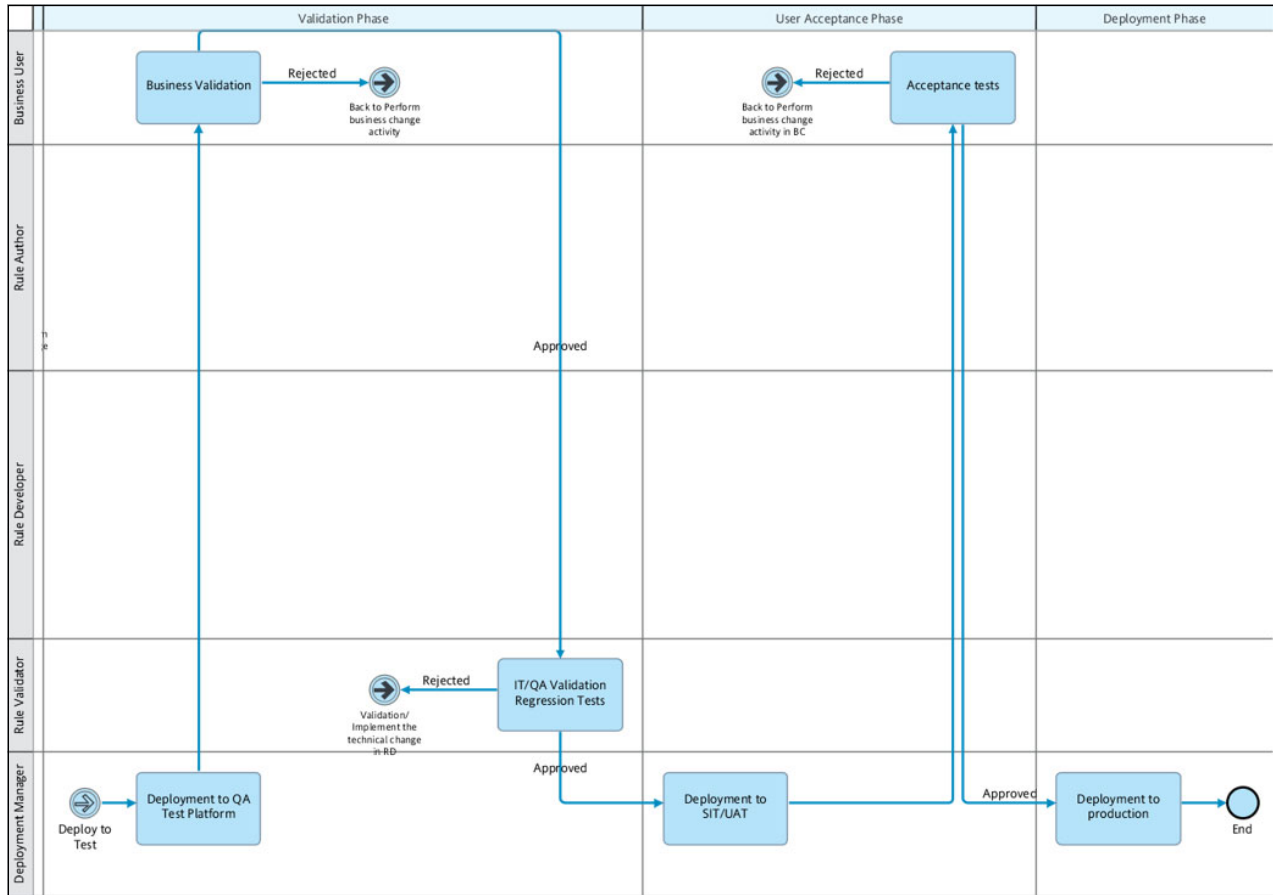 Validation Phase
User Acceptance Phase
Deployment Phase
Business User
Business Validation
Rejected
Back to Perform
business change
activity
Rejected
Back to Perform
business change
activity in BC
Acceptance tests
Rule Author
Approved
Rule Developer
Rule Validator
Rejected
Validation/
Implement the
technical change
in RD
IT/QA Validation
Regression Tests
Approved
Deployment Manager
Deploy to
Test
Deployment to QA
Test Platform
Deployment to
SIT/UAT
Approved
Deployment to
production
End